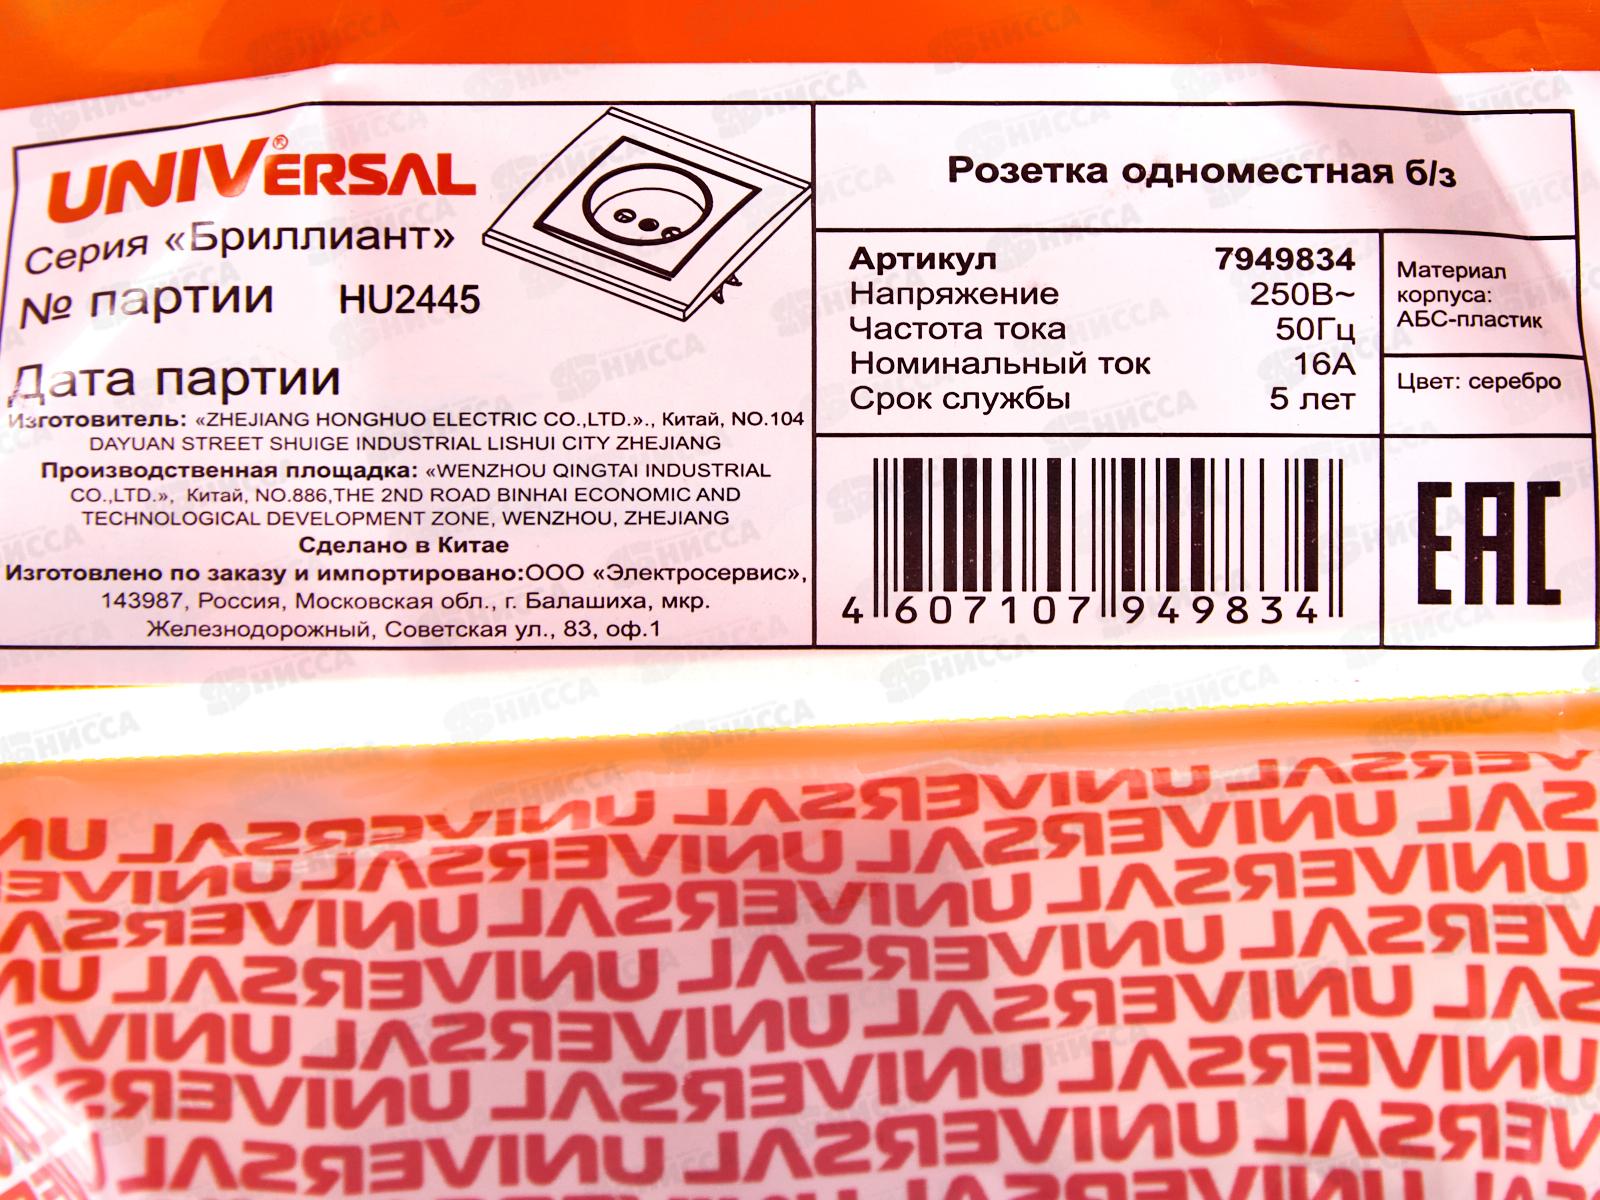 UNIVERSAL®
Серия «Бриллиант»
№ партии HU2445
Дата партии
Изготовитель: «ZHEJIANG HONGHUO ELECTRIC CO.,LTD.»., Китай, NO.104
DAYUAN STREET SHUIGE INDUSTRIAL LISHUI CITY ZHEJIANG
Производственная площадка: «WENZHOU QINGTAI INDUSTRIAL
CO.,LTD.», Китай, NO.886,THE 2ND ROAD BINHAI ECONOMIC AND
TECHNOLOGICAL DEVELOPMENT ZONE, WENZHOU, ZHEJIANG
Сделано в Китае
Изготовлено по заказу и импортировано:ООО «Электросервис»,
143987, Россия, Московская обл., г. Балашиха, мкр.
Железнодорожный, Советская ул., 83, оф.1
Розетка одноместная б/з
Артикул 7949834
Напряжение 250В~
Частота тока 50Гц
Номинальный ток 16А
Срок службы 5 лет
Материал
корпуса:
АБС-пластик
Цвет: серебро
4 607107 949834
EAC
НИССА
UNIVERSAL UNIVERSAL UNIVERSAL